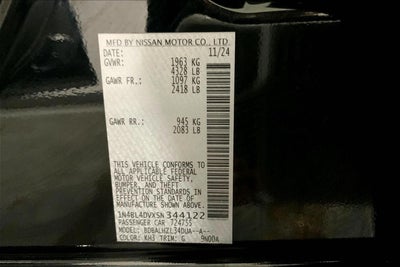 MFD BY NISSAN MOTOR CO., LTD.
DATE: 11/24
GVWR: 1963 KG
4328 LB
GAWR FR.: 1097 KG
2418 LB
GAWR RR.: 945 KG
2083 LB
THIS VEHICLE CONFORMS TO
ALL APPLICABLE FEDERAL
MOTOR VEHICLE SAFETY,
BUMPER, AND THEFT
PREVENTION STANDARDS IN
EFFECT ON THE DATE OF
MANUFACTURE SHOWN ABOVE.
1N4BL4DVXSN344122
PASSENGER CAR 724755
MODEL: BDBALHZL34DUA--A--
COLOR: KH3 TRIM: G